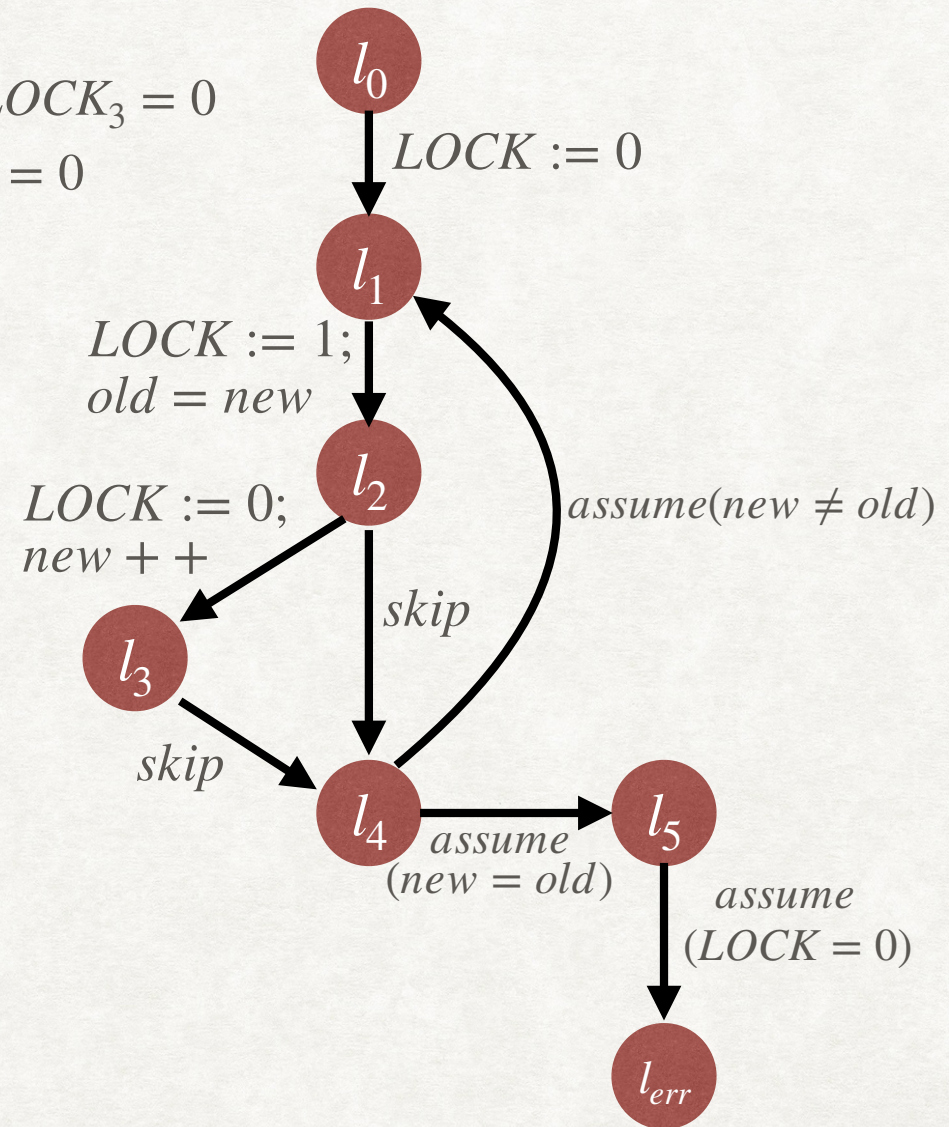 l₀
LOCK₃ = 0
LOCK := 0
= 0
l₁
LOCK := 1;
old = new
l₂
LOCK := 0;
new + +
assume(new ≠ old)
skip
l₃
skip
l₄
l₅
assume
(new = old)
assume
(LOCK = 0)
l_err